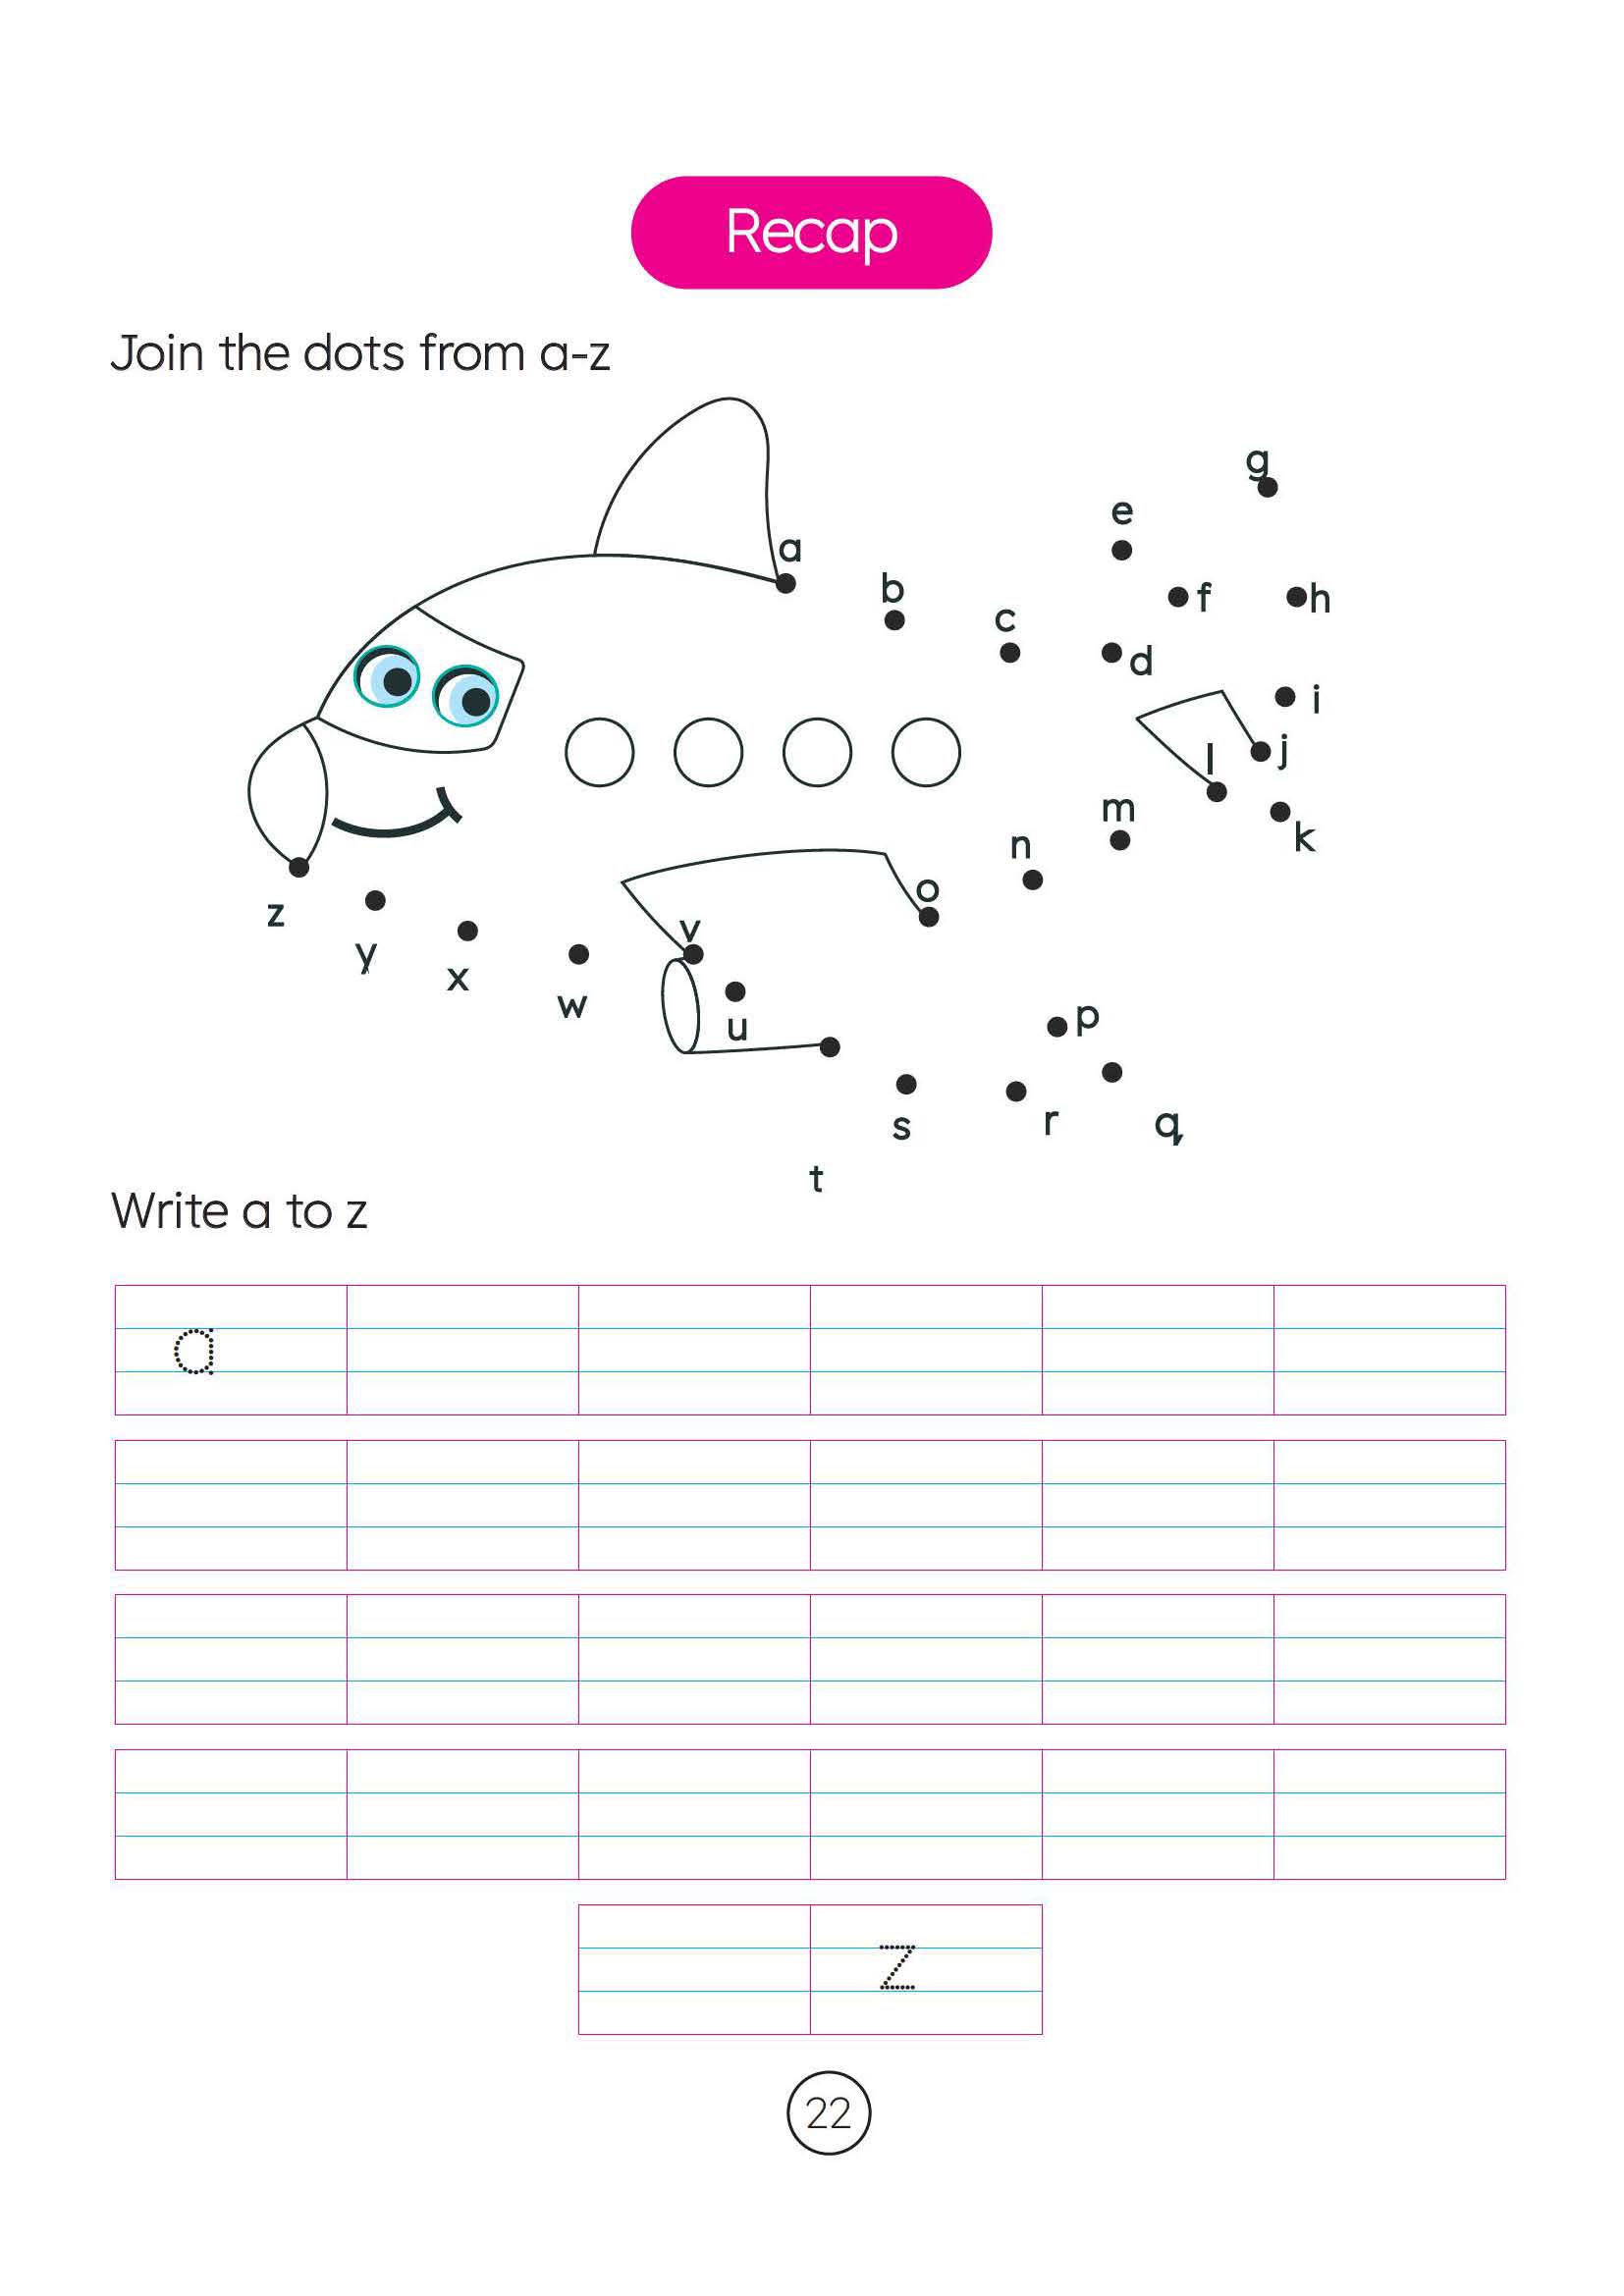 Recap
Join the dots from a-z
g
e
a
b
f
h
c
d
i
j
l
m
k
n
o
z
v
y
x
w
p
u
s
r
q
t
Write a to z
a
z
22